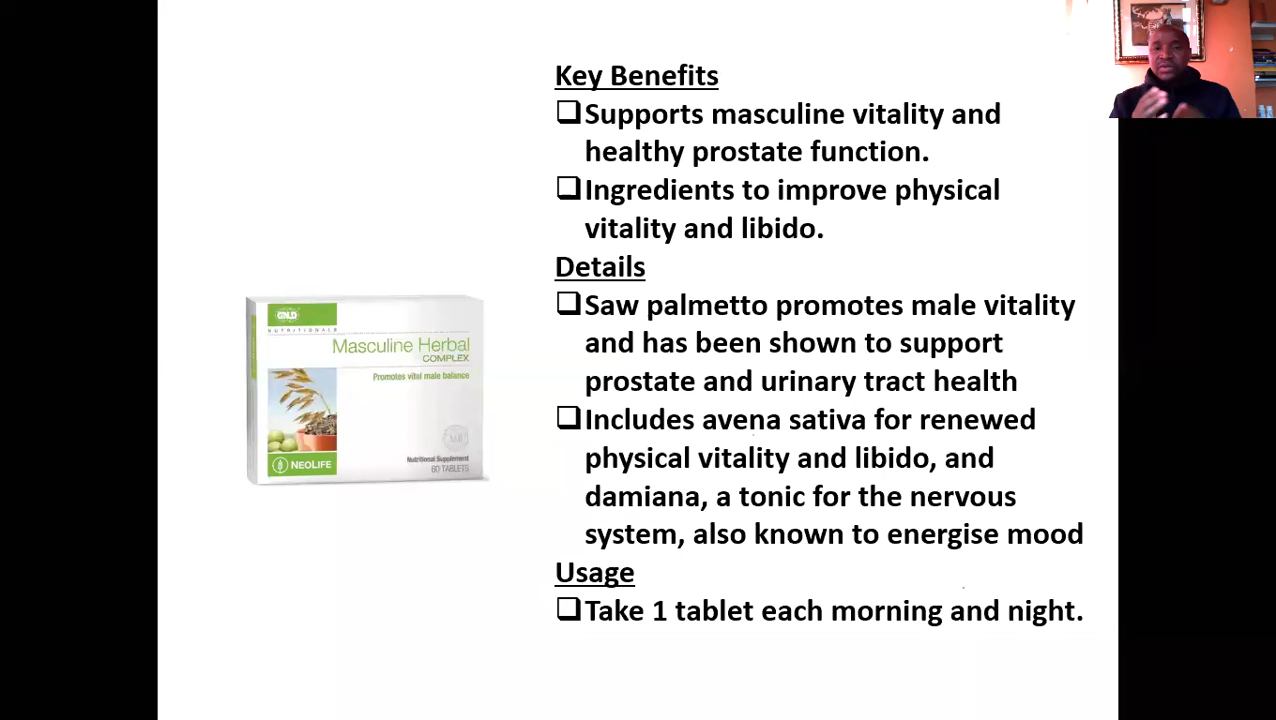 Key Benefits
Supports masculine vitality and
healthy prostate function.
Ingredients to improve physical
vitality and libido.
Details
Saw palmetto promotes male vitality
and has been shown to support
prostate and urinary tract health
Includes avena sativa for renewed
physical vitality and libido, and
damiana, a tonic for the nervous
system, also known to energise mood
Usage
Take 1 tablet each morning and night.
GNLD
NUTRITIONALS
Masculine Herbal
COMPLEX
Promotes vital male balance
NEOLIFE
Nutritional Supplement
60 TABLETS